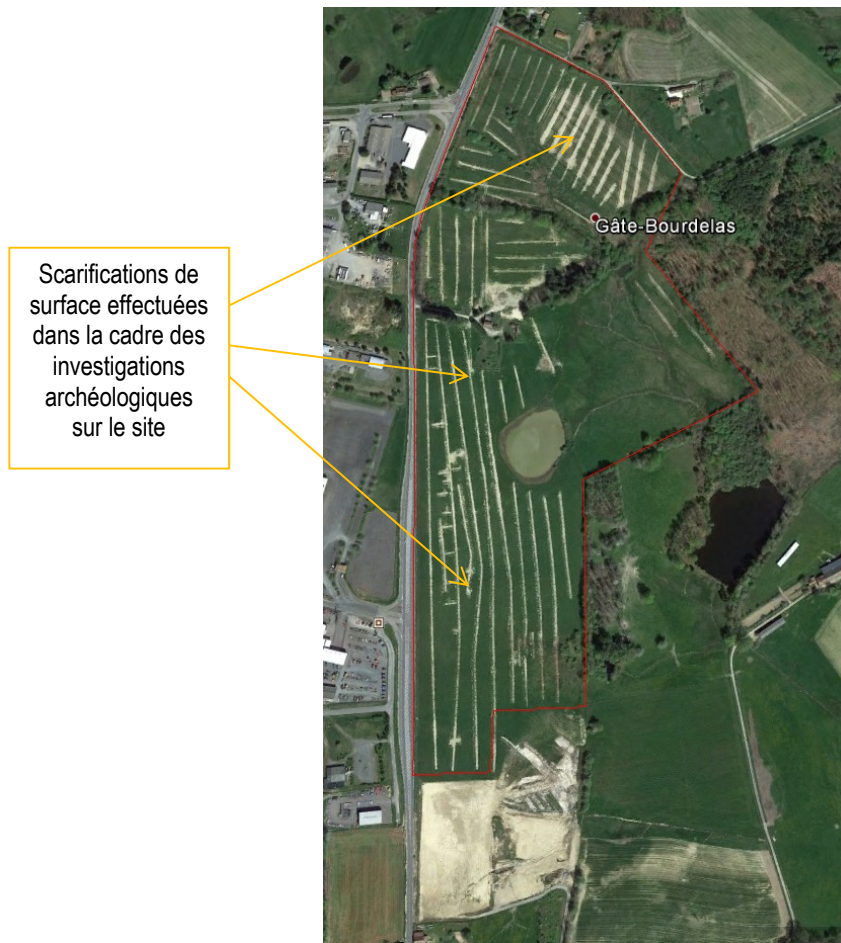 Gâte-Bourdelas
Scarifications de
surface effectuées
dans la cadre des
investigations
archéologiques
sur le site